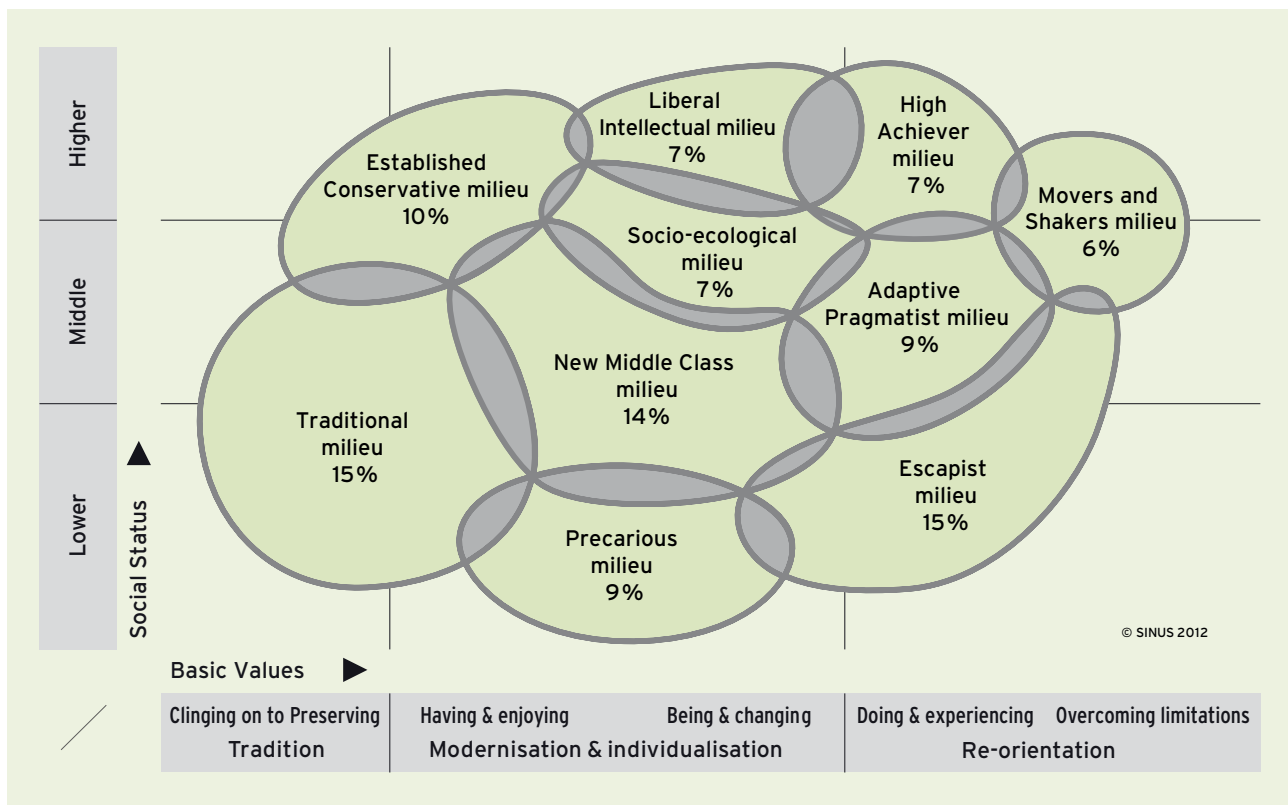 Higher
Middle
Lower
Social Status
Established
Conservative milieu
10%
Liberal
Intellectual milieu
7%
High
Achiever
milieu
7%
Movers and
Shakers milieu
6%
Socio-ecological
milieu
7%
Adaptive
Pragmatist milieu
9%
New Middle Class
milieu
14%
Traditional
milieu
15%
Escapist
milieu
15%
Precarious
milieu
9%
© SINUS 2012
Basic Values
Clinging on to Preserving
Tradition
Having & enjoying
Being & changing
Modernisation & individualisation
Doing & experiencing
Overcoming limitations
Re-orientation